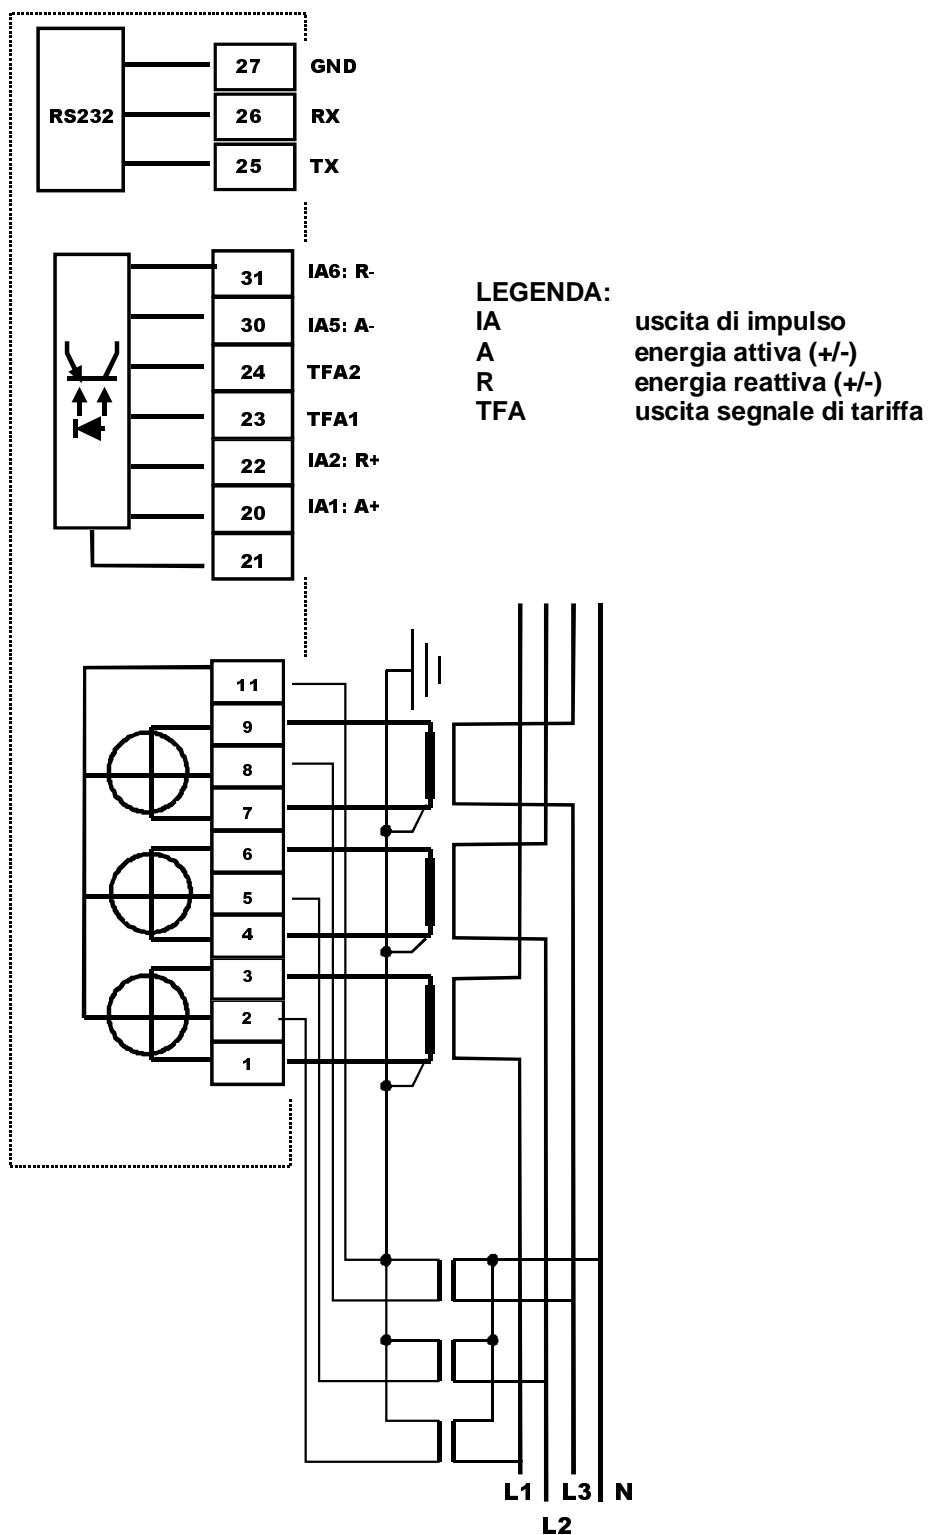 27 GND
RS232
26 RX
25 TX
31 IA6: R-
30 IA5: A-
24 TFA2
23 TFA1
22 IA2: R+
20 IA1: A+
21
LEGENDA:
IA uscita di impulso
A energia attiva (+/-)
R energia reattiva (+/-)
TFA uscita segnale di tariffa
11
9
8
7
6
5
4
3
2
1
L1 L3 N
L2